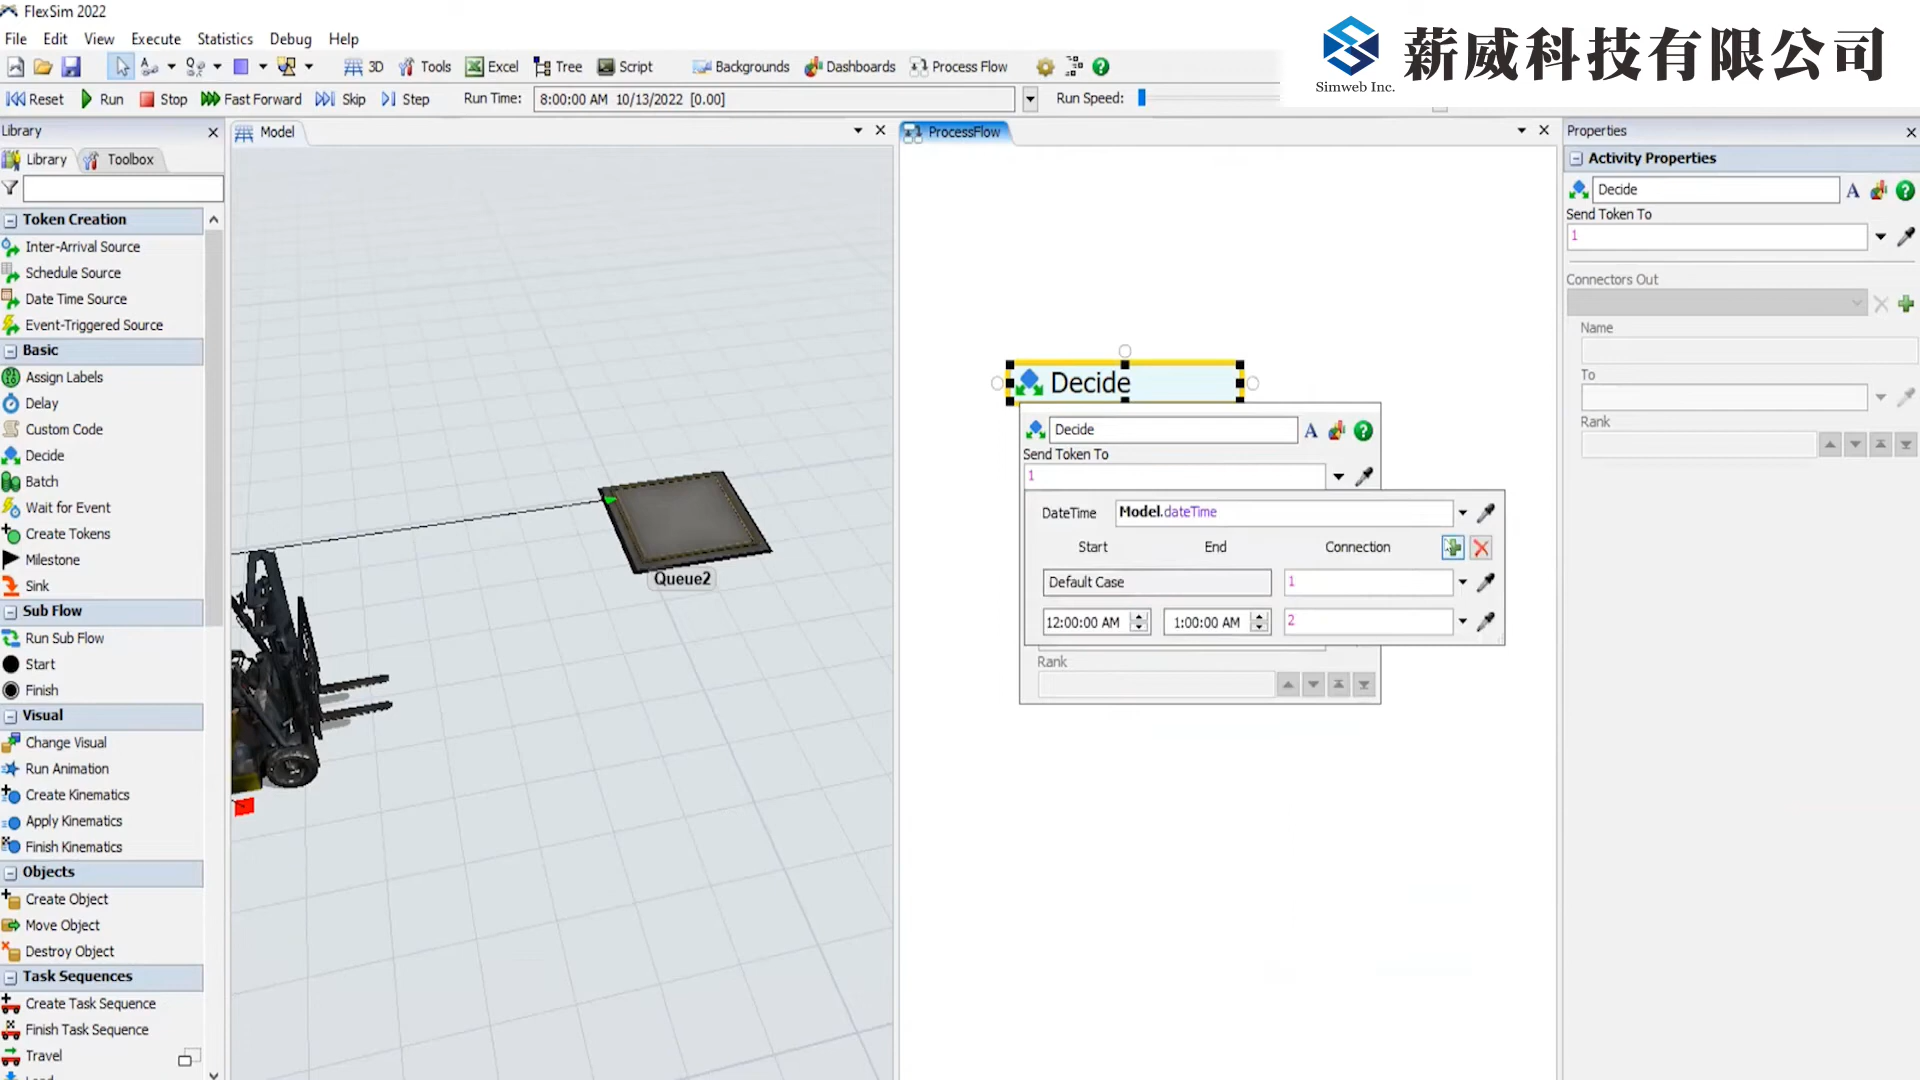 FlexSim 2022
File Edit View Execute Statistics Debug Help
3D Tools Excel Tree Script Backgrounds Dashboards Process Flow
Reset Run Stop Fast Forward Skip Step Run Time: 8:00:00 AM 10/13/2022 [0.00] Run Speed:
薪威科技有限公司
Simweb Inc.
Library
Library Toolbox
Token Creation
Inter-Arrival Source
Schedule Source
Date Time Source
Event-Triggered Source
Basic
Assign Labels
Delay
Custom Code
Decide
Batch
Wait for Event
Create Tokens
Milestone
Sink
Sub Flow
Run Sub Flow
Start
Finish
Visual
Change Visual
Run Animation
Create Kinematics
Apply Kinematics
Finish Kinematics
Objects
Create Object
Move Object
Destroy Object
Task Sequences
Create Task Sequence
Finish Task Sequence
Travel
Model
Queue2
ProcessFlow
Decide
Decide
Send Token To
1
DateTime Model.dateTime
Start End Connection
Default Case 1
12:00:00 AM 1:00:00 AM 2
Rank
Properties
Activity Properties
Decide
Send Token To
1
Connectors Out
Name
To
Rank